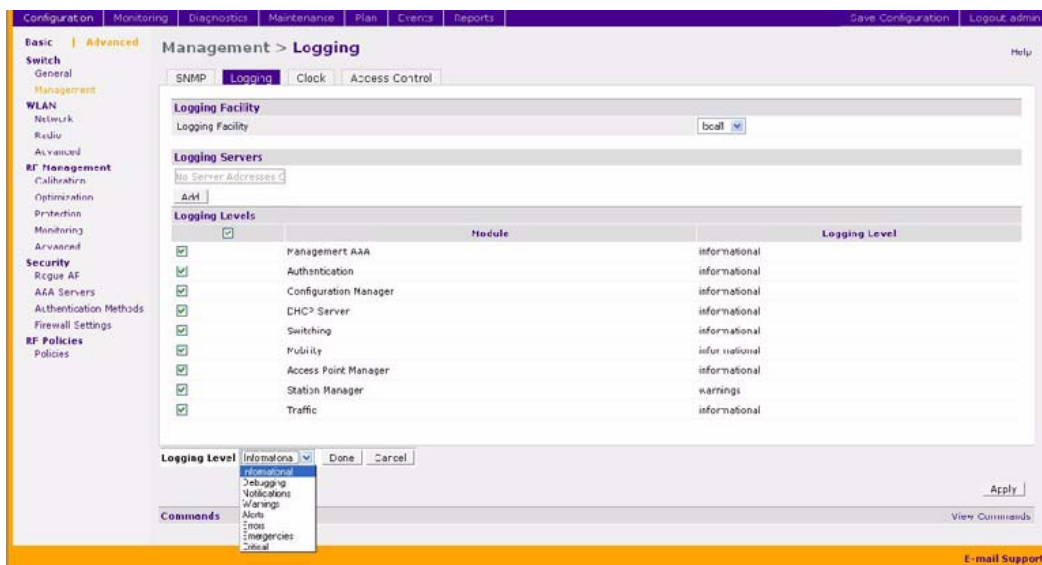 Configuration Monitoring Diagnostics Maintenance Plan Events Reports Save Configuration Logout admin
Basic | Advanced
Management > Logging
Help
Switch
General
Management
SNMP Logging Clock Access Control
WLAN
Network
Radio
Advanced
RF Management
Calibration
Optimization
Protection
Monitoring
Advanced
Security
Rogue AP
AAA Servers
Authentication Methods
Firewall Settings
RF Policies
Policies
Logging Facility
Logging Facility
Logging Servers
No Server Addresses
Add
Logging Levels
Module Logging Level
Management AAA informational
Authentication informational
Configuration Manager informational
DHCP Server informational
Switching informational
Mobility informational
Access Point Manager informational
Station Manager warnings
Traffic informational
Logging Level Informationa Done Cancel
Informational
Debugging
Notifications
Warnings
Alerts
Errors
Emergencies
Critical
Apply
Commands View Commands
E-mail Support